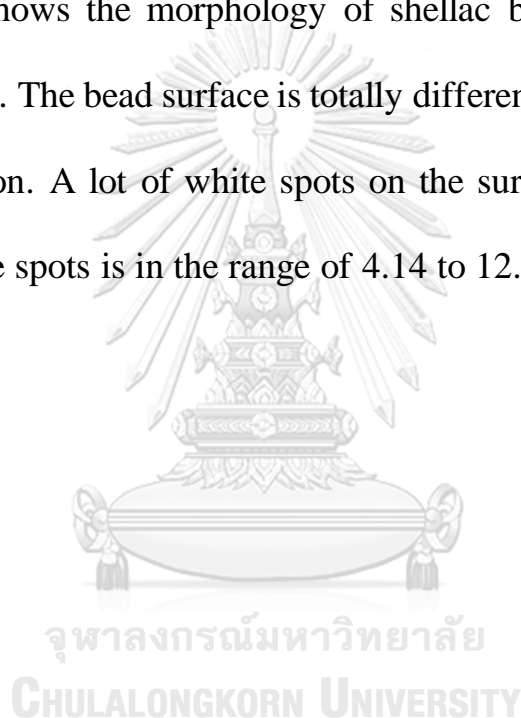 hows the morphology of shellac b
. The bead surface is totally differen
on. A lot of white spots on the sur
e spots is in the range of 4.14 to 12.
จุฬาลงกรณ์มหาวิทยาลัย
CHULALONGKORN UNIVERSITY